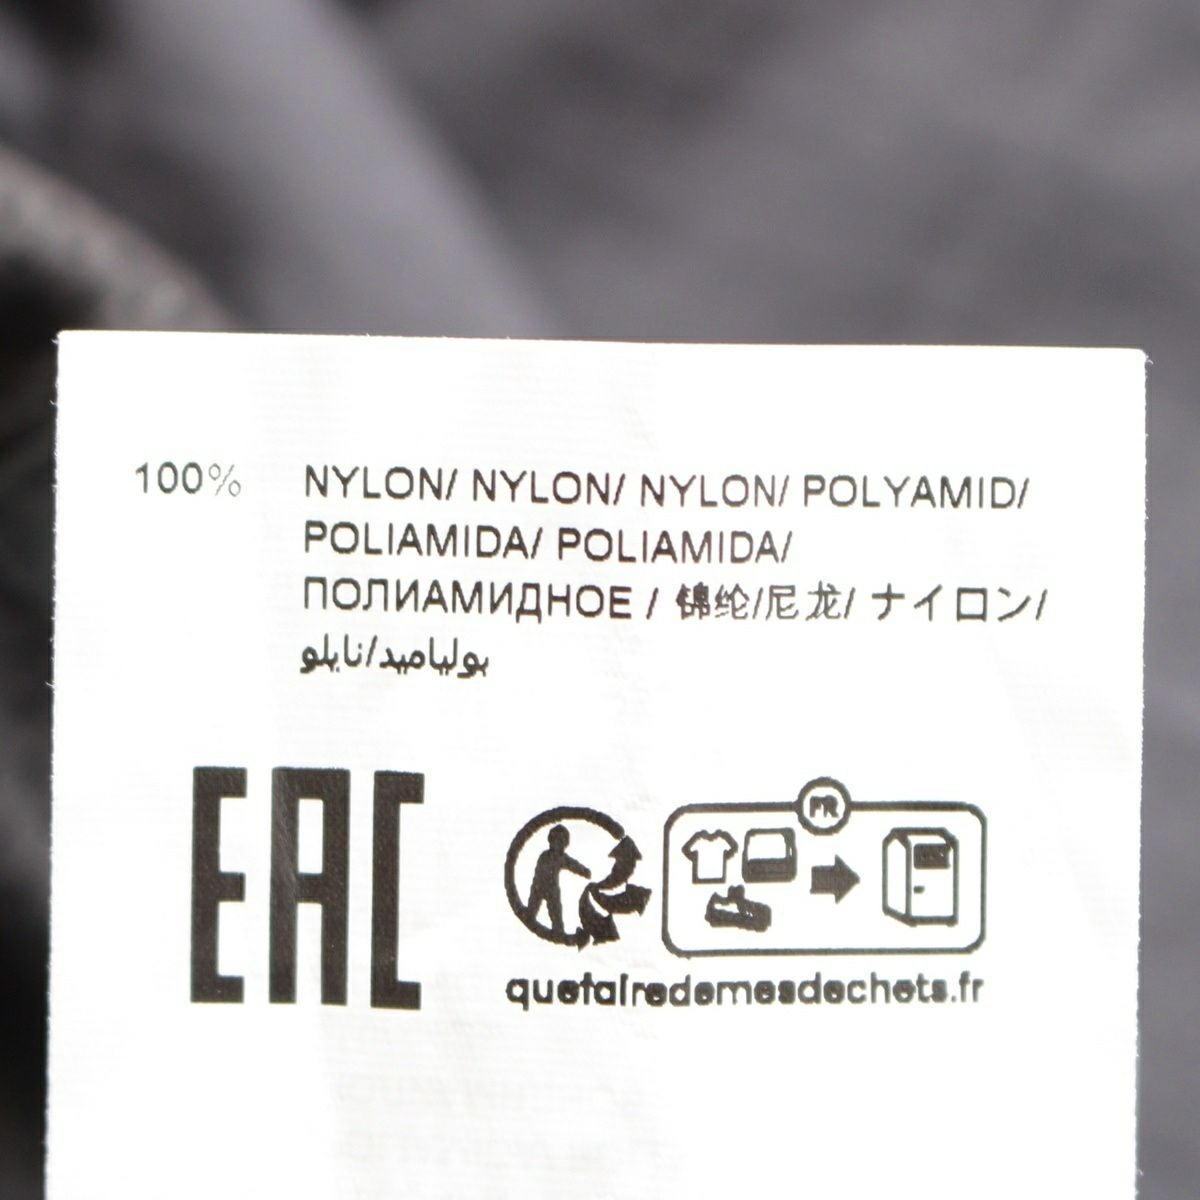 100% NYLON/ NYLON/ NYLON/ POLYAMID/
POLIAMIDA/ POLIAMIDA/
ПОЛИАМИДНОЕ / 锦纶/尼龙/ ナイロン/
بولياميد/نايلو
EAC
FR
quefairedemesdechets.fr